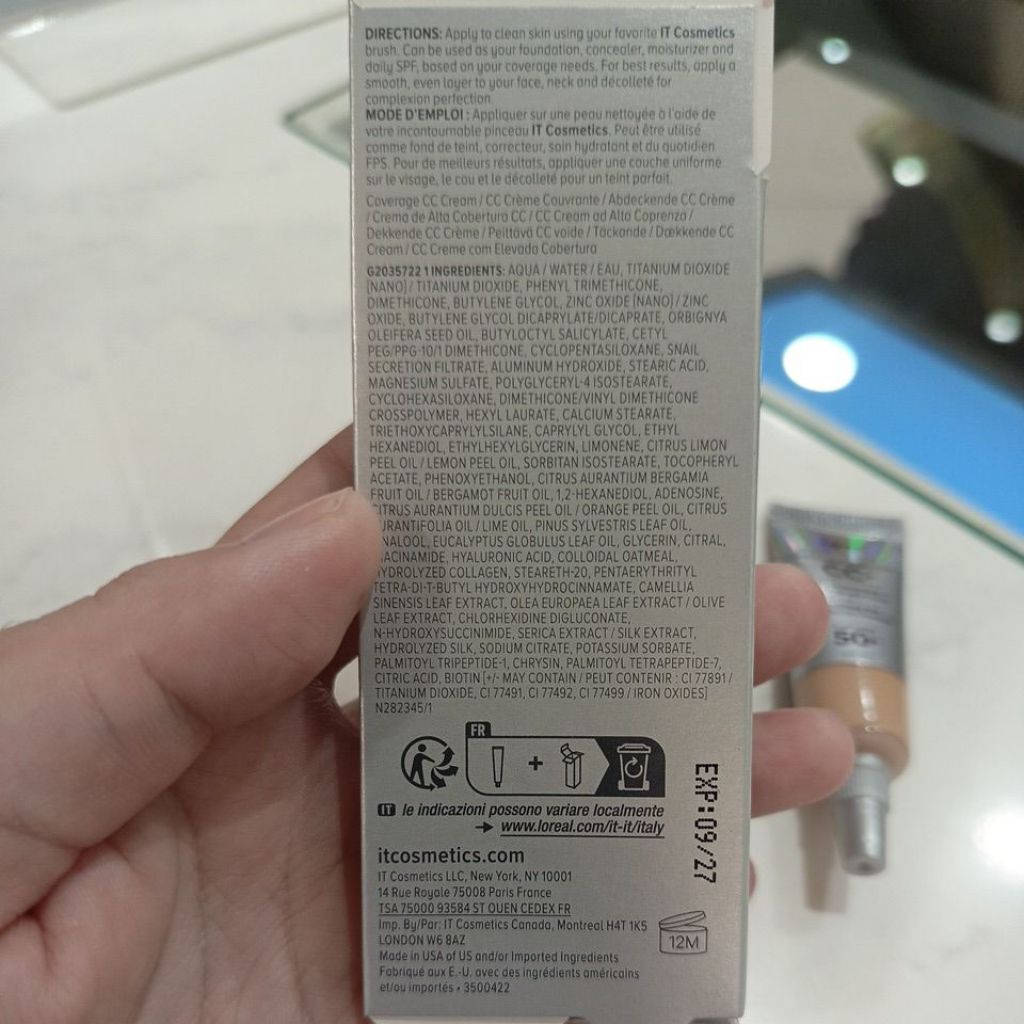 DIRECTIONS: Apply to clean skin using your favorite IT Cosmetics
brush. Can be used as your foundation, concealer, moisturizer and
daily SPF, based on your coverage needs. For best results, apply a
smooth, even layer to your face, neck and décolleté for
complexion perfection.
MODE D'EMPLOI : Appliquer sur une peau nettoyée à l'aide de
votre incontournable pinceau IT Cosmetics. Peut être utilisé
comme fond de teint, correcteur, soin hydratant et du quotidien
FPS. Pour de meilleurs résultats, appliquer une couche uniforme
sur le visage, le cou et le décolleté pour un teint parfait.
Coverage CC Cream / CC Crème Couvrante / Abdeckende CC Crème
/ Crema de Alta Cobertura CC / CC Cream ad Alta Coprenza /
Dekkende CC Crème / Peittävä CC voide / Täckande / Dækkende CC
Cream / CC Creme com Elevada Cobertura
G2035722 1 INGREDIENTS: AQUA / WATER / EAU, TITANIUM DIOXIDE
[NANO] / TITANIUM DIOXIDE, PHENYL TRIMETHICONE,
DIMETHICONE, BUTYLENE GLYCOL, ZINC OXIDE [NANO] / ZINC
OXIDE, BUTYLENE GLYCOL DICAPRYLATE/DICAPRATE, ORBIGNYA
OLEIFERA SEED OIL, BUTYLOCTYL SALICYLATE, CETYL
PEG/PPG-10/1 DIMETHICONE, CYCLOPENTASILOXANE, SNAIL
SECRETION FILTRATE, ALUMINUM HYDROXIDE, STEARIC ACID,
MAGNESIUM SULFATE, POLYGLYCERYL-4 ISOSTEARATE,
CYCLOHEXASILOXANE, DIMETHICONE/VINYL DIMETHICONE
CROSSPOLYMER, HEXYL LAURATE, CALCIUM STEARATE,
TRIETHOXYCAPRYLYLSILANE, CAPRYLYL GLYCOL, ETHYL
HEXANEDIOL, ETHYLHEXYLGLYCERIN, LIMONENE, CITRUS LIMON
PEEL OIL / LEMON PEEL OIL, SORBITAN ISOSTEARATE, TOCOPHERYL
ACETATE, PHENOXYETHANOL, CITRUS AURANTIUM BERGAMIA
FRUIT OIL / BERGAMOT FRUIT OIL, 1,2-HEXANEDIOL, ADENOSINE,
CITRUS AURANTIUM DULCIS PEEL OIL / ORANGE PEEL OIL, CITRUS
URANTIFOLIA OIL / LIME OIL, PINUS SYLVESTRIS LEAF OIL,
NALOOL, EUCALYPTUS GLOBULUS LEAF OIL, GLYCERIN, CITRAL,
IACINAMIDE, HYALURONIC ACID, COLLOIDAL OATMEAL,
HYDROLYZED COLLAGEN, STEARETH-20, PENTAERYTHRITYL
TETRA-DI-T-BUTYL HYDROXYHYDROCINNAMATE, CAMELLIA
SINENSIS LEAF EXTRACT, OLEA EUROPAEA LEAF EXTRACT / OLIVE
LEAF EXTRACT, CHLORHEXIDINE DIGLUCONATE,
N-HYDROXYSUCCINIMIDE, SERICA EXTRACT / SILK EXTRACT,
HYDROLYZED SILK, SODIUM CITRATE, POTASSIUM SORBATE,
PALMITOYL TRIPEPTIDE-1, CHRYSIN, PALMITOYL TETRAPEPTIDE-7,
CITRIC ACID, BIOTIN [+/- MAY CONTAIN / PEUT CONTENIR : CI 77891 /
TITANIUM DIOXIDE, CI 77491, CI 77492, CI 77499 / IRON OXIDES]
N282345/1
FR
+
IT le indicazioni possono variare localmente
www.loreal.com/it-it/italy
EXP:09/27
itcosmetics.com
IT Cosmetics LLC, New York, NY 10001
14 Rue Royale 75008 Paris France
TSA 75000 93584 ST OUEN CEDEX FR
Imp. By/Par: IT Cosmetics Canada, Montreal H4T 1K5
LONDON W6 8AZ
Made in USA of US and/or Imported Ingredients
Fabriqué aux É.-U. avec des ingrédients américains
et/ou importés • 3500422
12M
50+